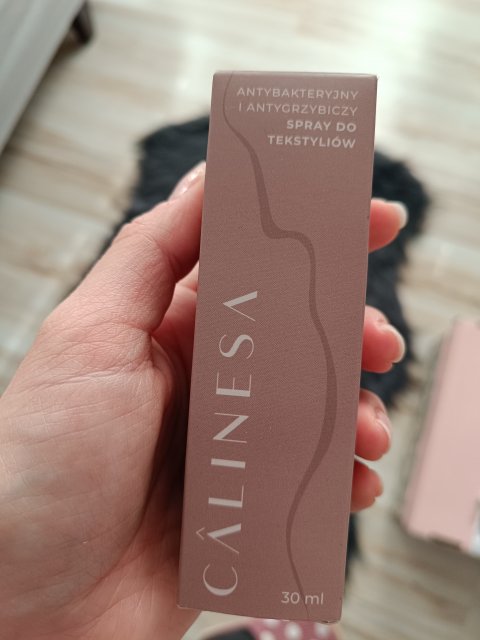 ANTYBAKTERYJNY
I ANTYGRZYBICZY
SPRAY DO
TEKSTYLIÓW
CÂLINESA
30 ml